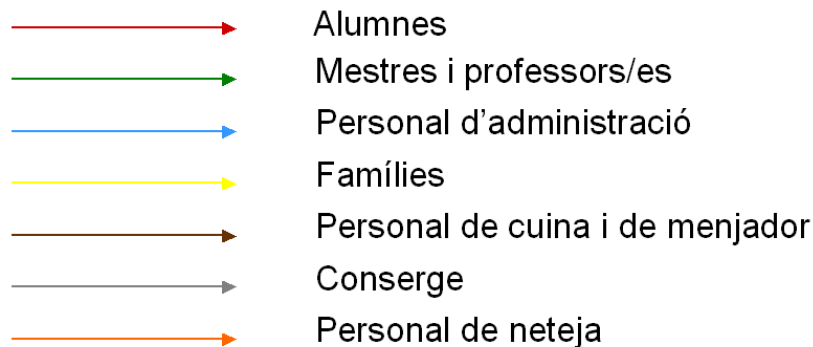 Alumnes
Mestres i professors/es
Personal d’administració
Famílies
Personal de cuina i de menjador
Conserge
Personal de neteja